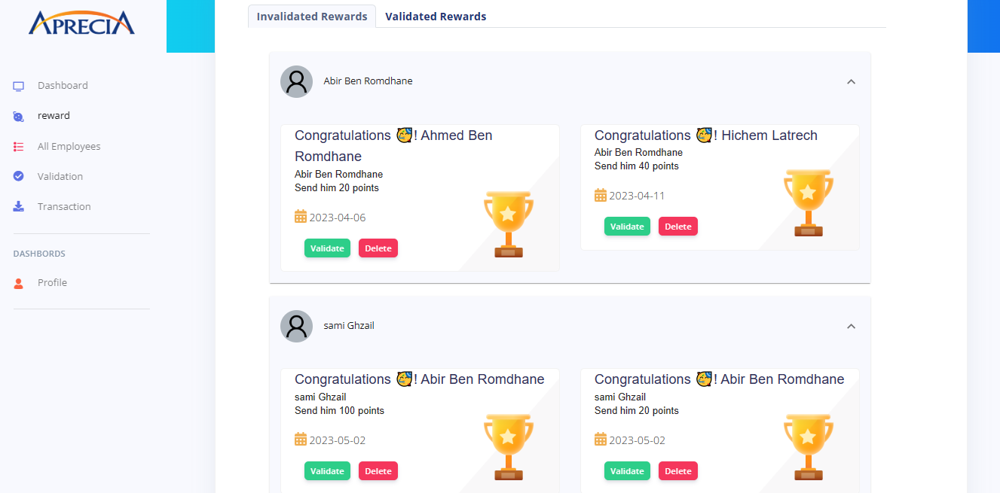 APRECIA
Dashboard
reward
All Employees
Validation
Transaction
DASHBORDS
Profile
Invalidated Rewards
Validated Rewards
Abir Ben Romdhane
Congratulations 🥳! Ahmed Ben
Romdhane
Abir Ben Romdhane
Send him 20 points
2023-04-06
Validate
Delete
Congratulations 🥳! Hichem Latrech
Abir Ben Romdhane
Send him 40 points
2023-04-11
Validate
Delete
sami Ghzail
Congratulations 🥳! Abir Ben Romdhane
sami Ghzail
Send him 100 points
2023-05-02
Validate
Delete
Congratulations 🥳! Abir Ben Romdhane
sami Ghzail
Send him 20 points
2023-05-02
Validate
Delete